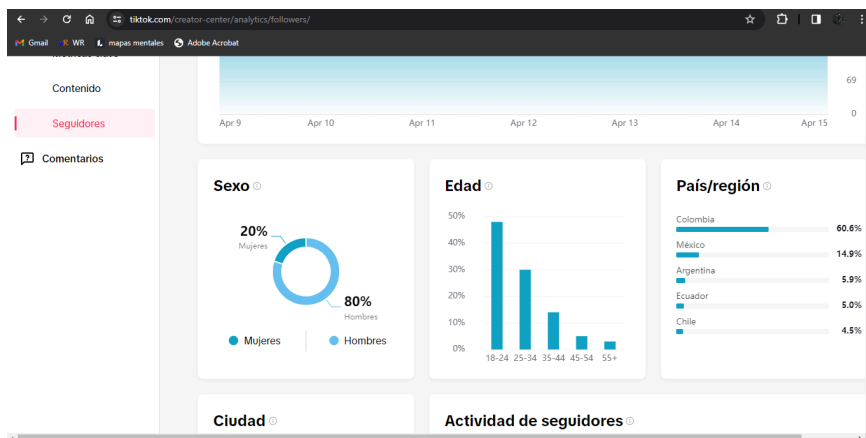 tiktok.com/creator-center/analytics/followers/
Gmail
WR
mapas mentales
Adobe Acrobat
Contenido
Seguidores
Comentarios
69
0
Apr 9
Apr 10
Apr 11
Apr 12
Apr 13
Apr 14
Apr 15
Sexo
20%
Mujeres
80%
Hombres
Mujeres
Hombres
Edad
50%
40%
30%
20%
10%
0%
18-24 25-34 35-44 45-54 55+
País/región
Colombia
60.6%
México
14.9%
Argentina
5.9%
Ecuador
5.0%
Chile
4.5%
Ciudad
Actividad de seguidores